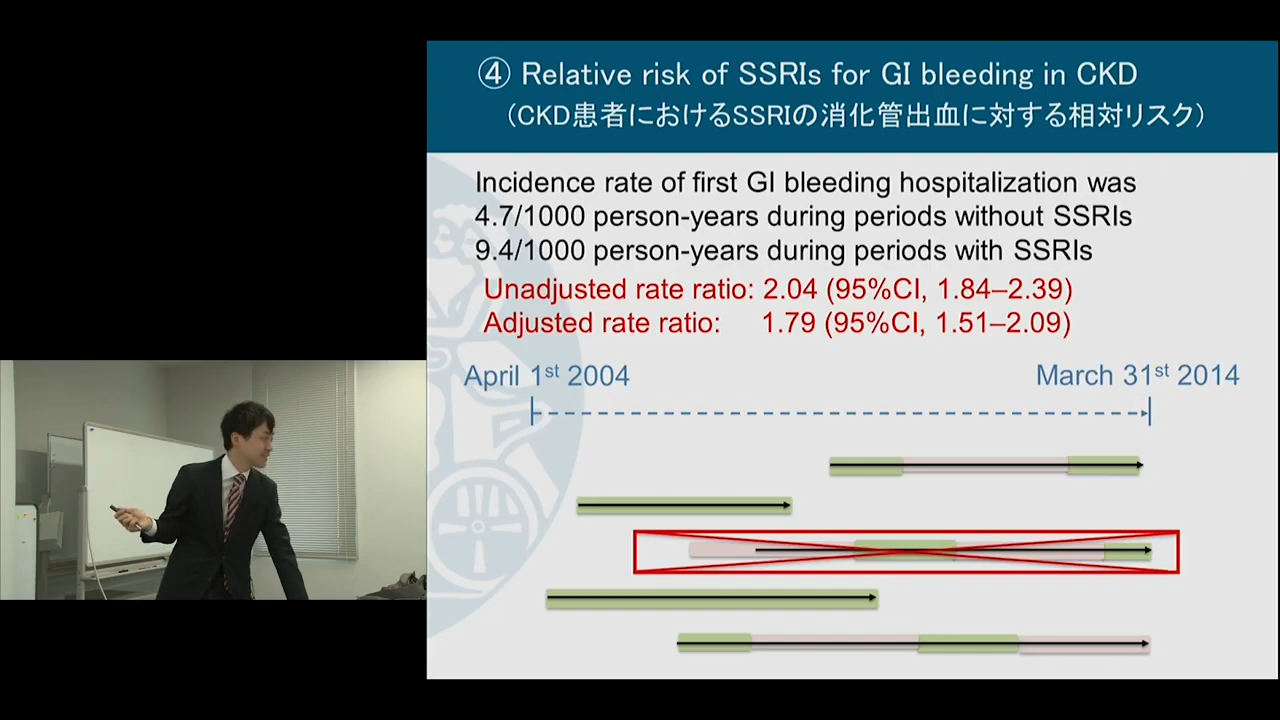 ④ Relative risk of SSRIs for GI bleeding in CKD
（CKD患者におけるSSRIの消化管出血に対する相対リスク）
Incidence rate of first GI bleeding hospitalization was
4.7/1000 person-years during periods without SSRIs
9.4/1000 person-years during periods with SSRIs
Unadjusted rate ratio: 2.04 (95%CI, 1.84–2.39)
Adjusted rate ratio: 1.79 (95%CI, 1.51–2.09)
April 1st 2004
March 31st 2014